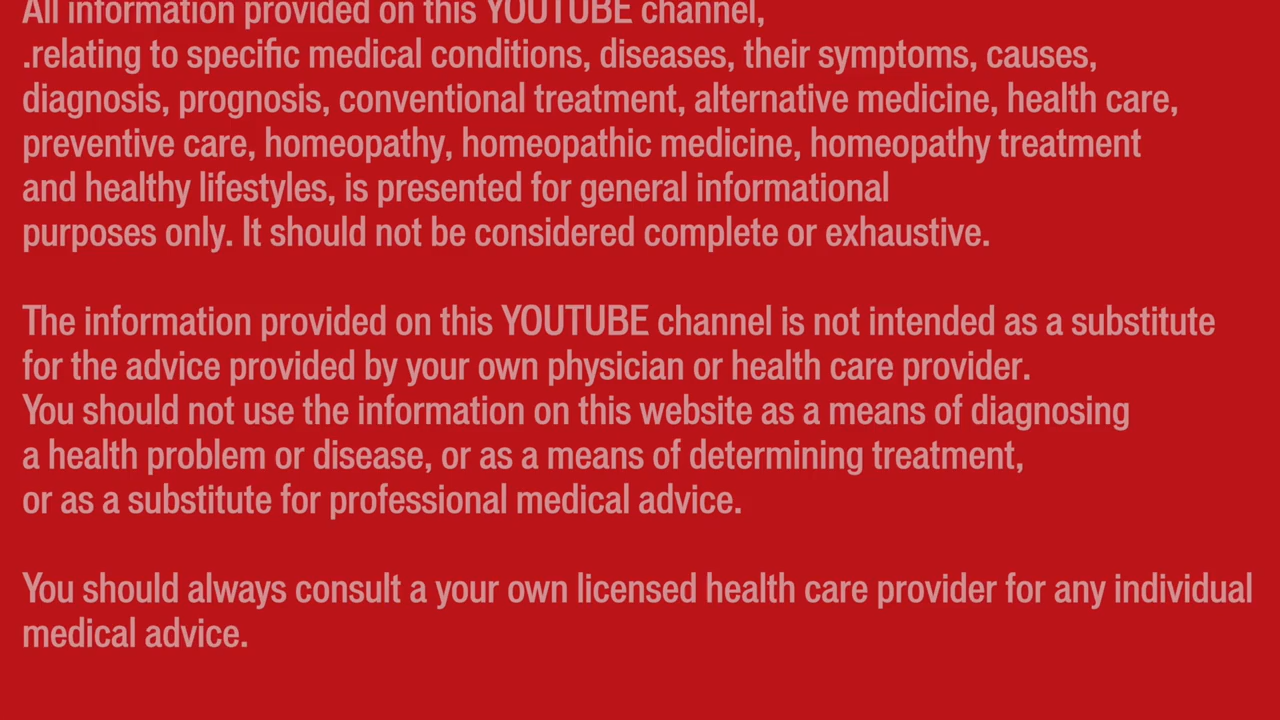 All information provided on this YOUTUBE channel,
.relating to specific medical conditions, diseases, their symptoms, causes,
diagnosis, prognosis, conventional treatment, alternative medicine, health care,
preventive care, homeopathy, homeopathic medicine, homeopathy treatment
and healthy lifestyles, is presented for general informational
purposes only. It should not be considered complete or exhaustive.
The information provided on this YOUTUBE channel is not intended as a substitute
for the advice provided by your own physician or health care provider.
You should not use the information on this website as a means of diagnosing
a health problem or disease, or as a means of determining treatment,
or as a substitute for professional medical advice.
You should always consult a your own licensed health care provider for any individual
medical advice.